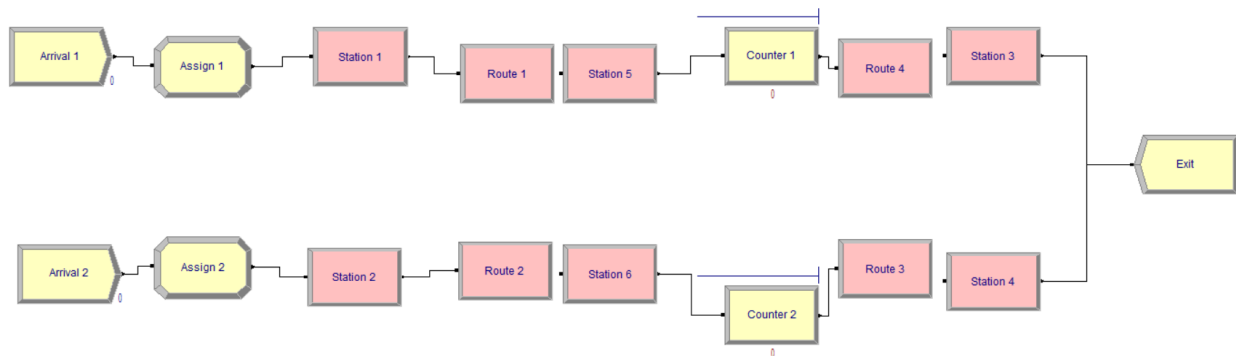 Arrival 1
0
Assign 1
Station 1
Route 1
Station 5
Counter 1
0
Route 4
Station 3
Exit
Arrival 2
0
Assign 2
Station 2
Route 2
Station 6
Counter 2
0
Route 3
Station 4